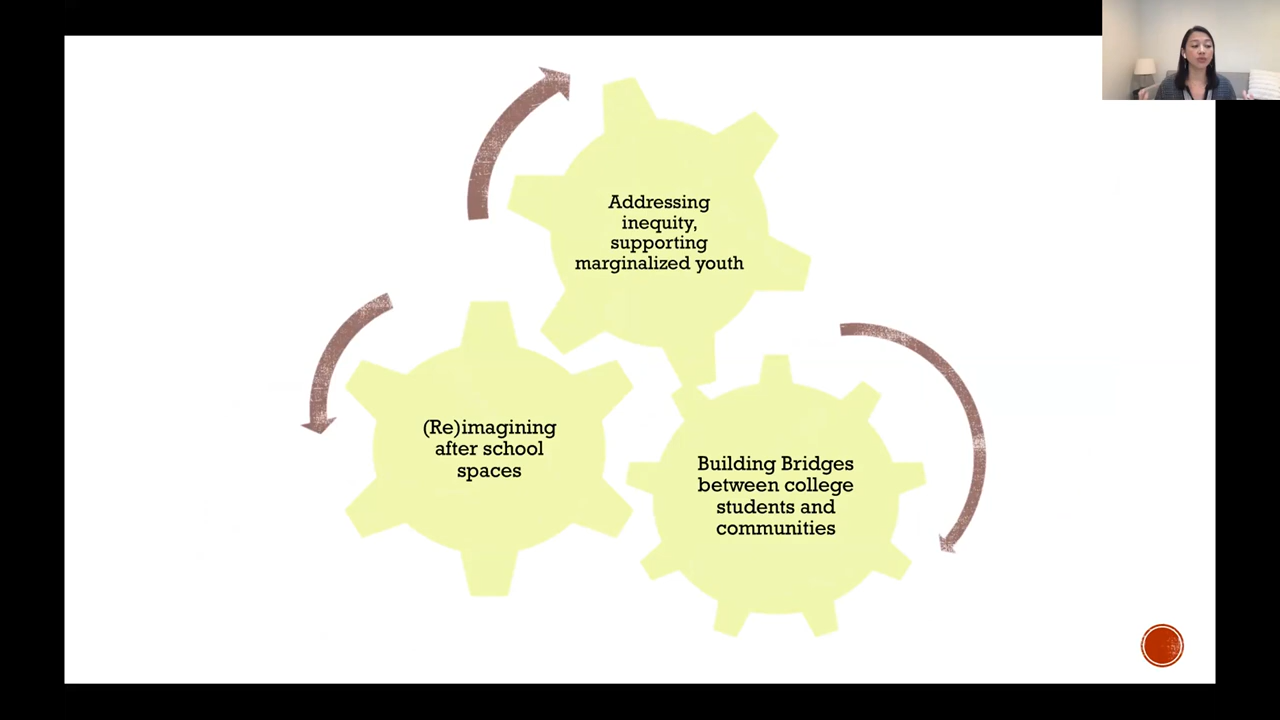 Addressing
inequity,
supporting
marginalized youth
(Re)imagining
after school
spaces
Building Bridges
between college
students and
communities